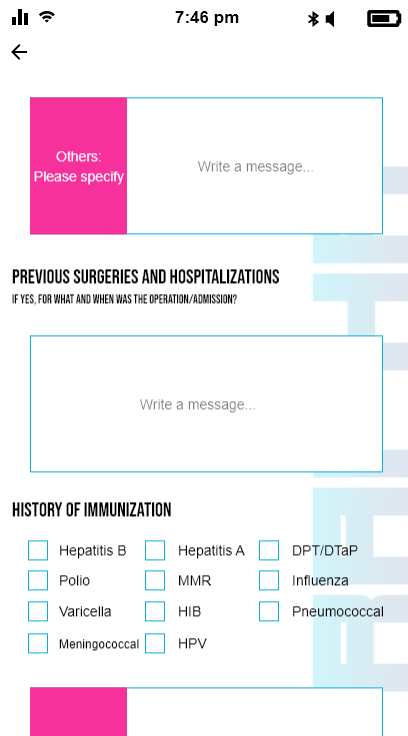 7:46 pm
Others:
Please specify
Write a message...
PREVIOUS SURGERIES AND HOSPITALIZATIONS
IF YES, FOR WHAT AND WHEN WAS THE OPERATION/ADMISSION?
Write a message...
HISTORY OF IMMUNIZATION
Hepatitis B Hepatitis A DPT/DTaP
Polio MMR Influenza
Varicella HIB Pneumococcal
Meningococcal HPV